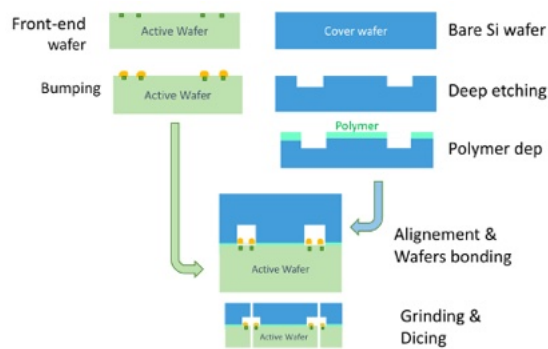 Front-end
wafer
Active Wafer
Cover wafer
Bare Si wafer
Bumping
Active Wafer
Deep etching
Polymer
Polymer dep
Alignement &
Wafers bonding
Active Wafer
Grinding &
Dicing
Active Wafer